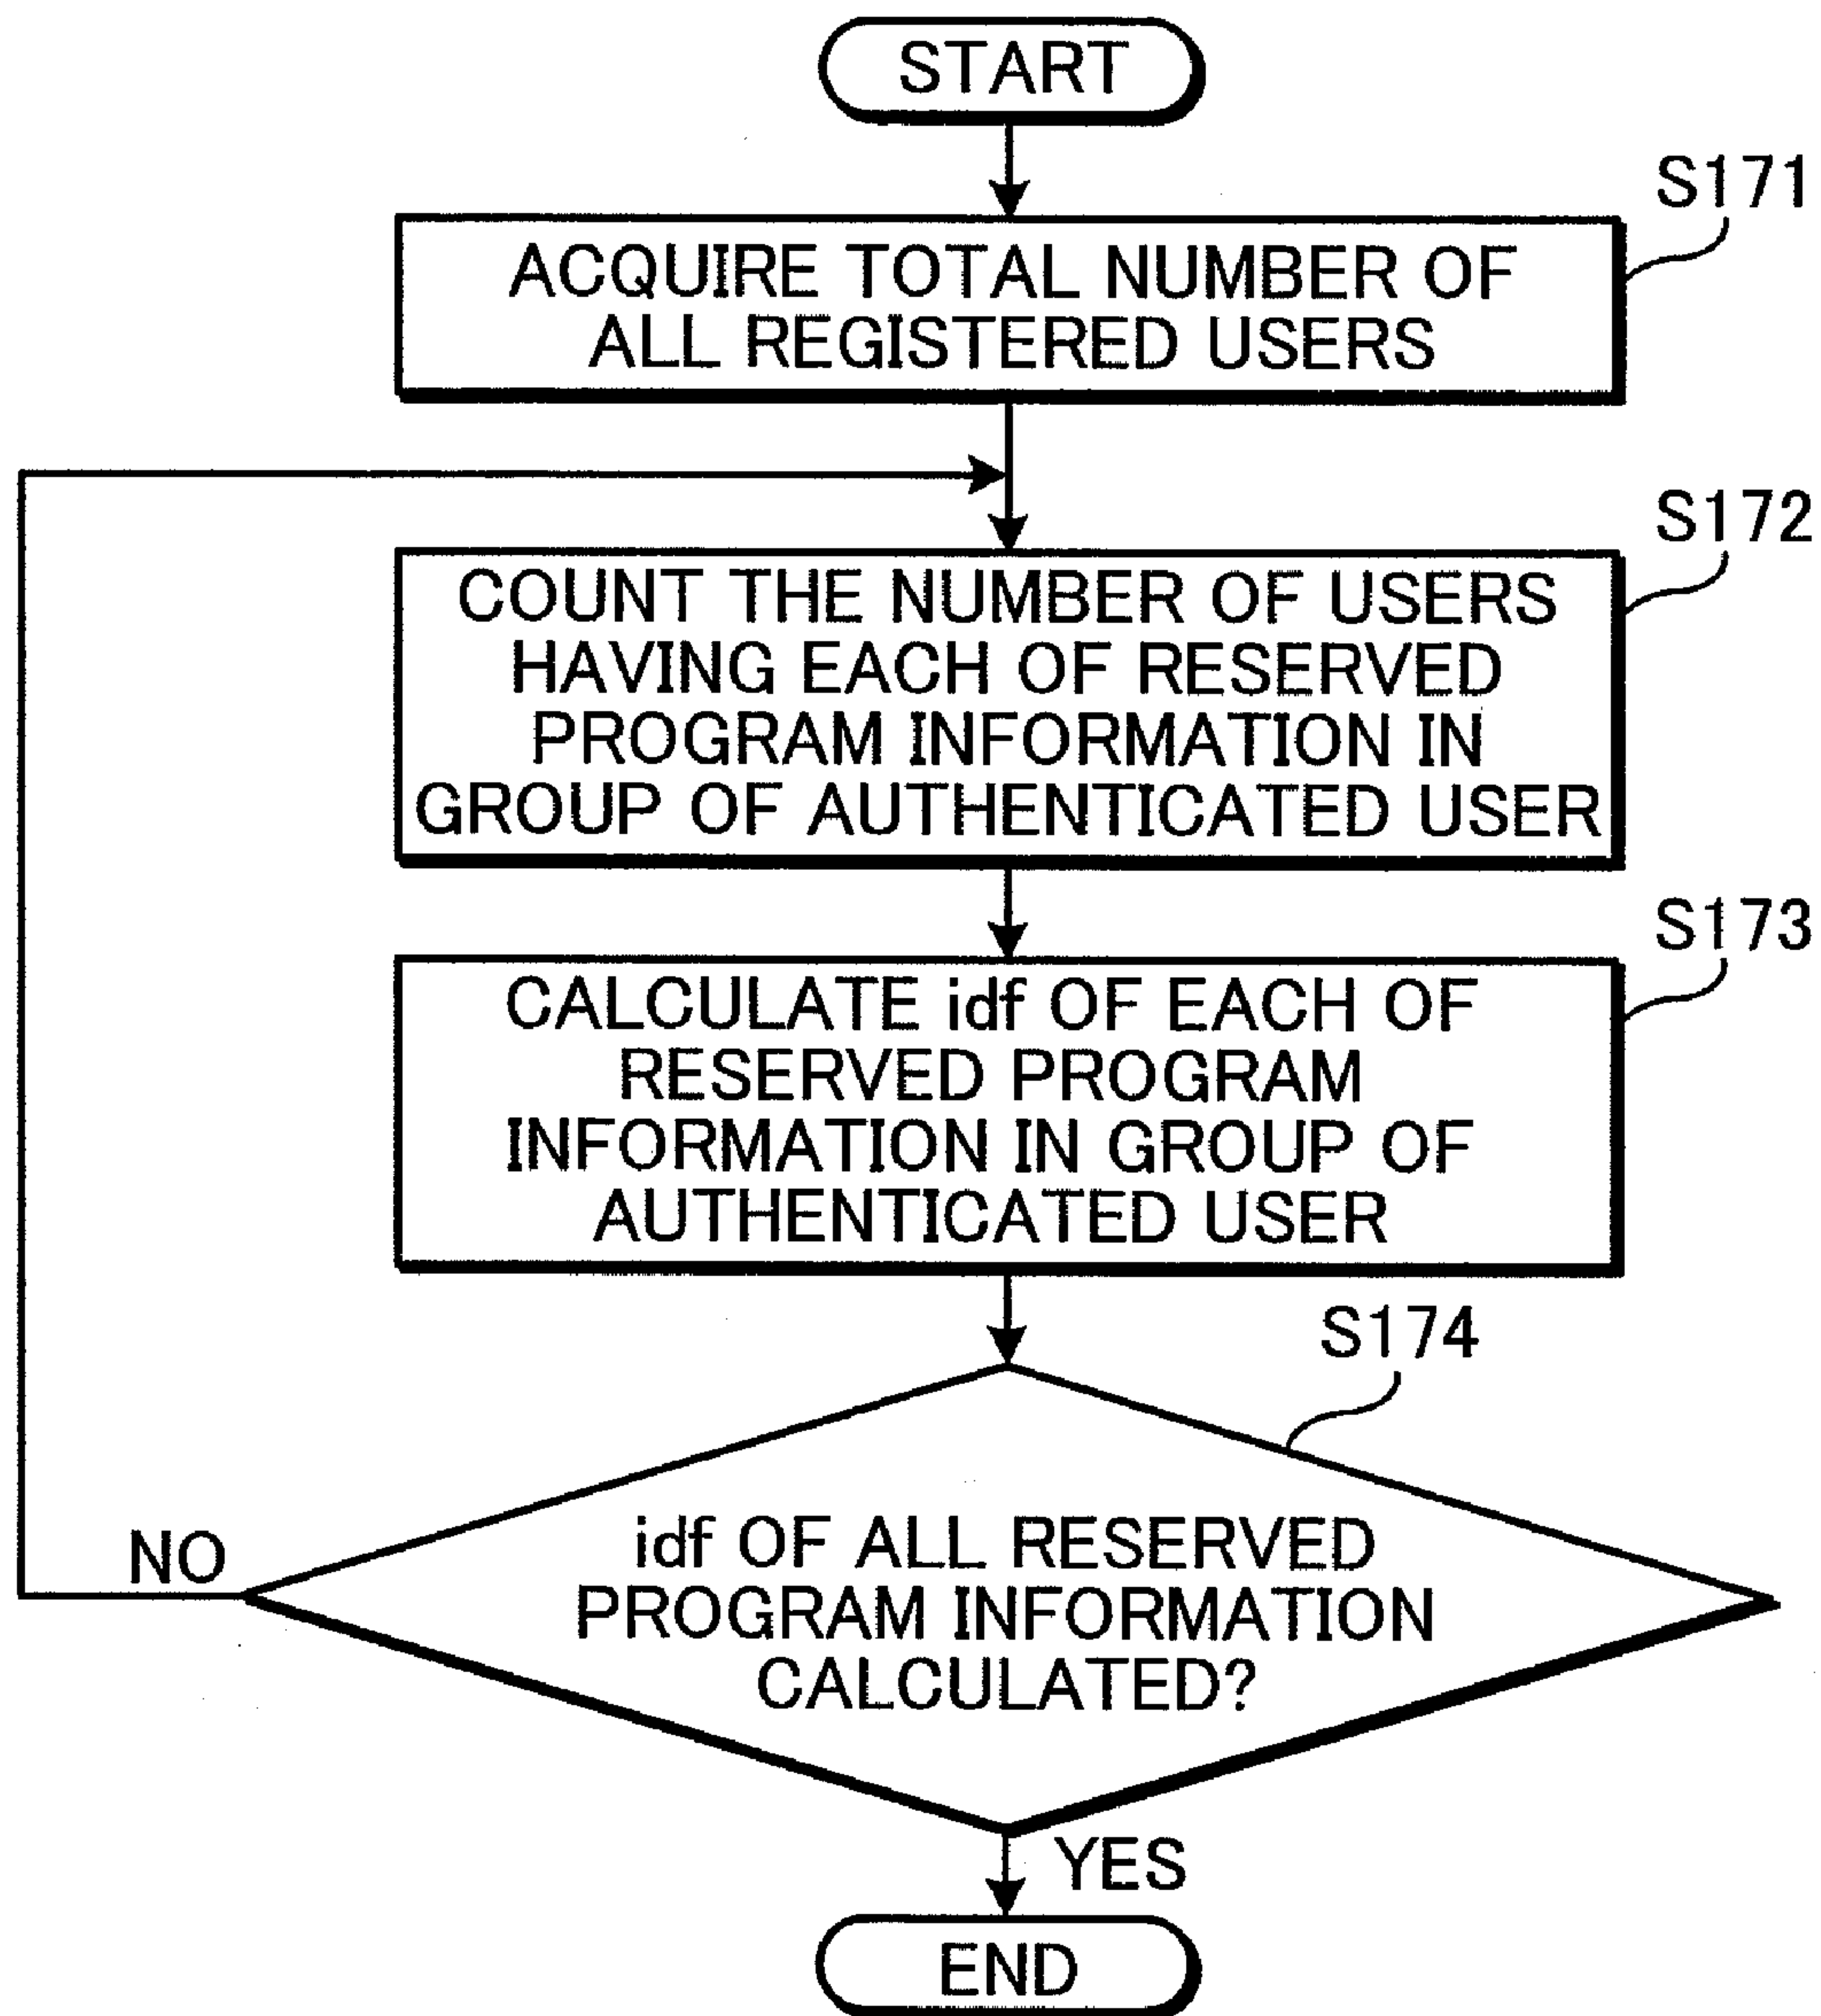 START
S171
ACQUIRE TOTAL NUMBER OF
ALL REGISTERED USERS
S172
COUNT THE NUMBER OF USERS
HAVING EACH OF RESERVED
PROGRAM INFORMATION IN
GROUP OF AUTHENTICATED USER
S173
CALCULATE idf OF EACH OF
RESERVED PROGRAM
INFORMATION IN GROUP OF
AUTHENTICATED USER
S174
idf OF ALL RESERVED
PROGRAM INFORMATION
CALCULATED?
NO
YES
END